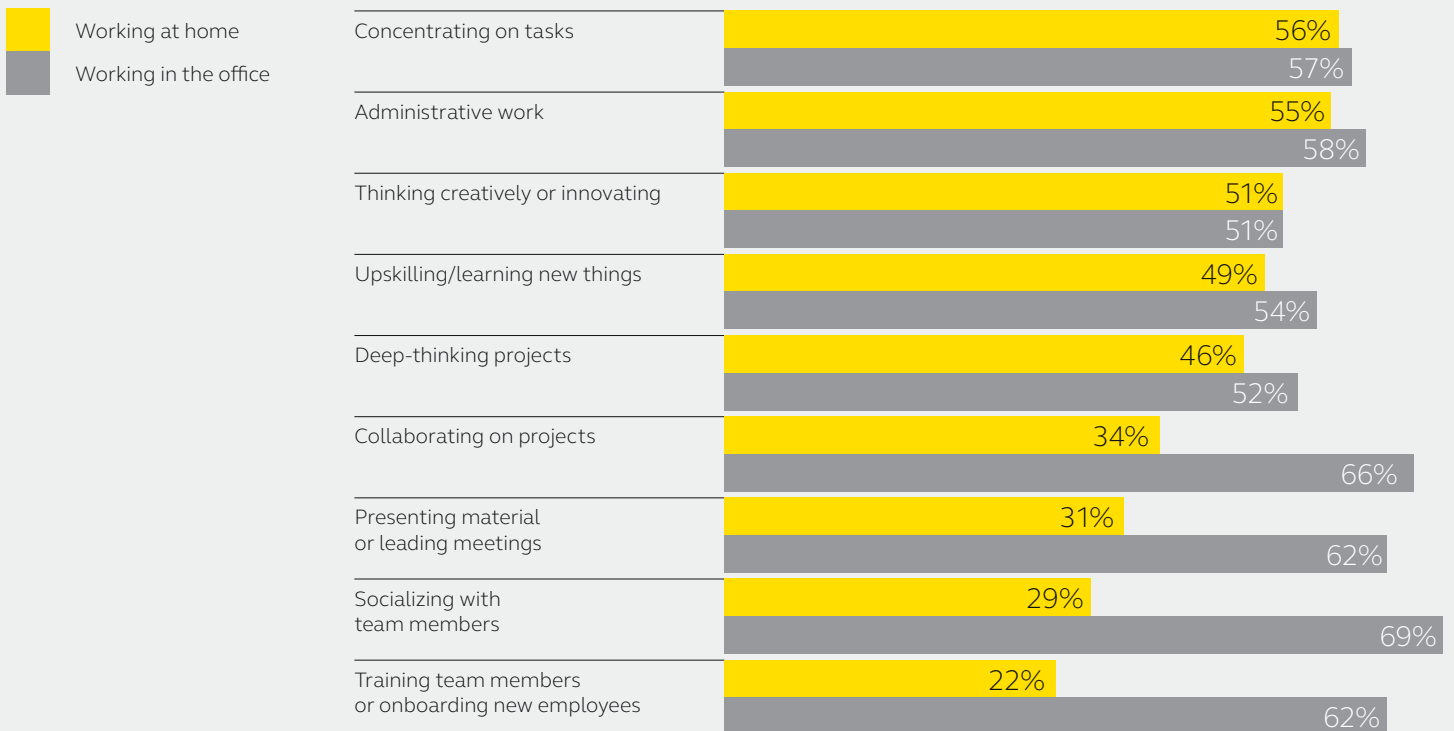 Working at home
Working in the office
Concentrating on tasks
56%
57%
Administrative work
55%
58%
Thinking creatively or innovating
51%
51%
Upskilling/learning new things
49%
54%
Deep-thinking projects
46%
52%
Collaborating on projects
34%
66%
Presenting material
or leading meetings
31%
62%
Socializing with
team members
29%
69%
Training team members
or onboarding new employees
22%
62%